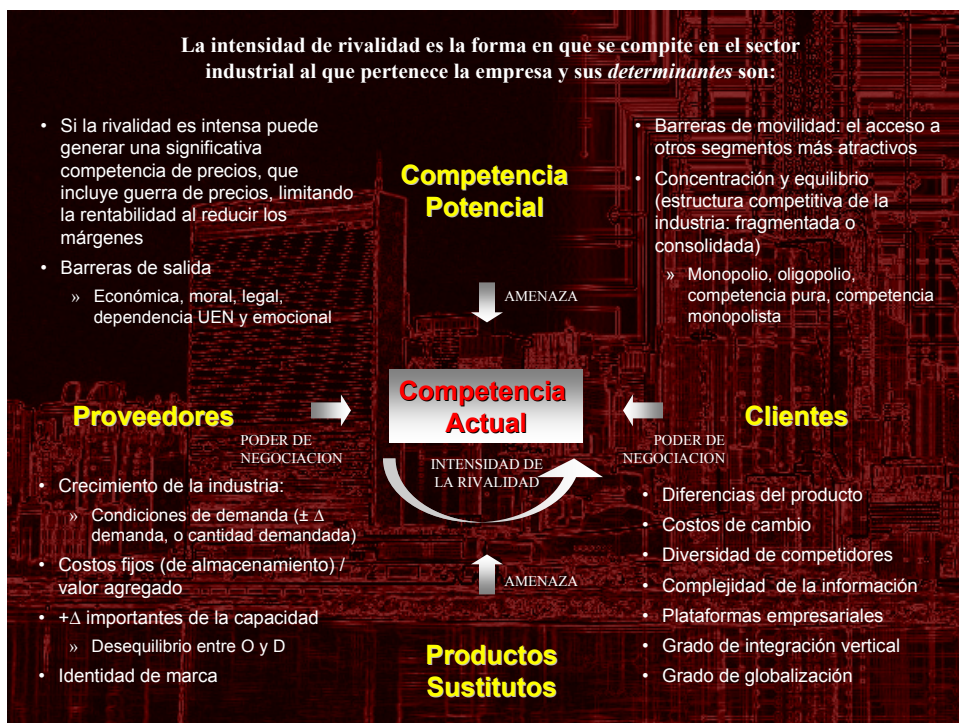 La intensidad de rivalidad es la forma en que se compite en el sector
industrial al que pertenece la empresa y sus determinantes son:
• Si la rivalidad es intensa puede
generar una significativa
competencia de precios, que
incluye guerra de precios, limitando
la rentabilidad al reducir los
márgenes
• Barreras de salida
» Económica, moral, legal,
dependencia UEN y emocional
Competencia
Potencial
• Barreras de movilidad: el acceso a
otros segmentos más atractivos
• Concentración y equilibrio
(estructura competitiva de la
industria: fragmentada o
consolidada)
» Monopolio, oligopolio,
competencia pura, competencia
monopolista
AMENAZA
Proveedores
PODER DE
NEGOCIACION
Competencia
Actual
INTENSIDAD DE
LA RIVALIDAD
Clientes
PODER DE
NEGOCIACION
• Crecimiento de la industria:
» Condiciones de demanda (± Δ
demanda, o cantidad demandada)
• Costos fijos (de almacenamiento) /
valor agregado
• +Δ importantes de la capacidad
» Desequilibrio entre O y D
• Identidad de marca
AMENAZA
Productos
Sustitutos
• Diferencias del producto
• Costos de cambio
• Diversidad de competidores
• Complejidad de la información
• Plataformas empresariales
• Grado de integración vertical
• Grado de globalización